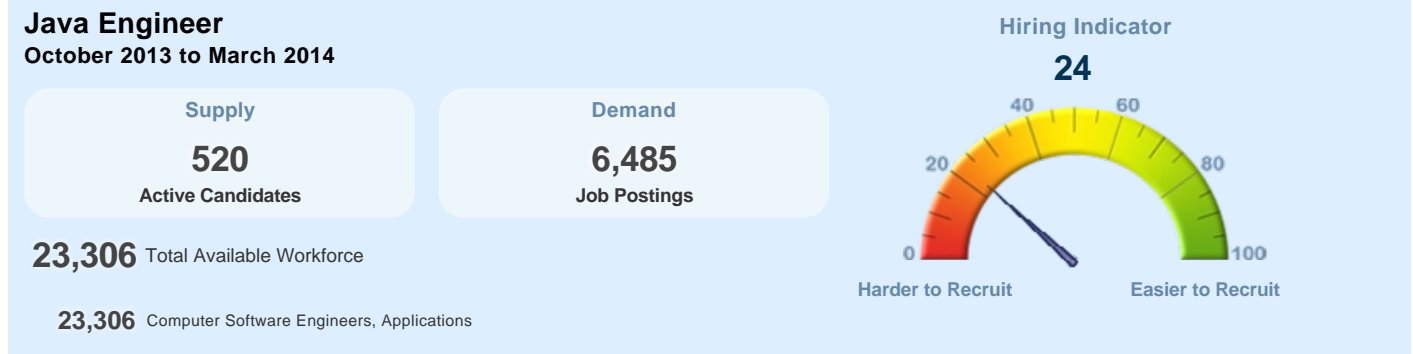 Java Engineer
October 2013 to March 2014
Supply
520
Active Candidates
Demand
6,485
Job Postings
23,306 Total Available Workforce
23,306 Computer Software Engineers, Applications
Hiring Indicator
24
40 60
20 80
0 100
Harder to Recruit Easier to Recruit